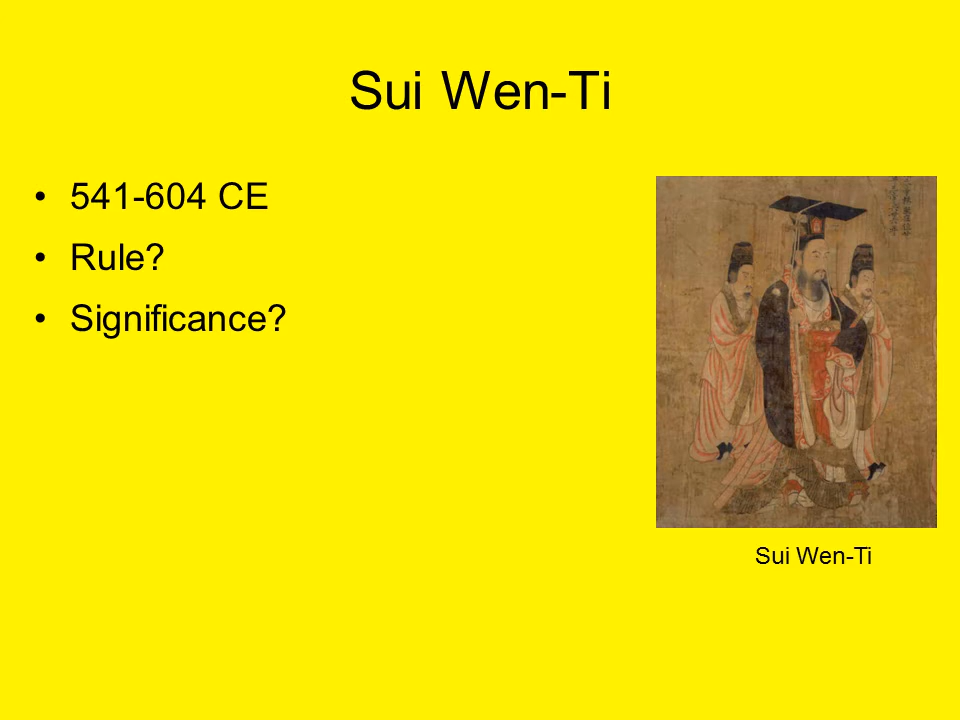 Sui Wen-Ti
• 541-604 CE
• Rule?
• Significance?
Sui Wen-Ti